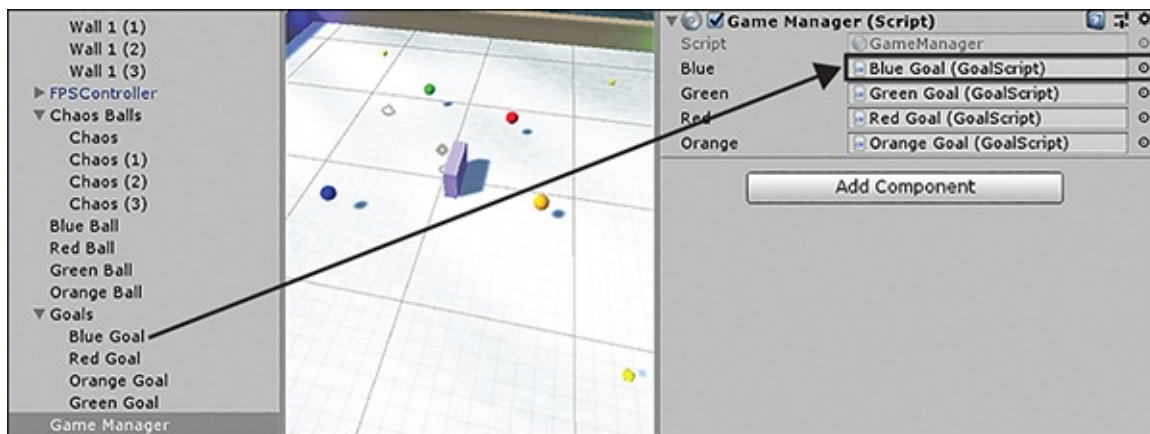 Wall 1 (1)
Wall 1 (2)
Wall 1 (3)
FPSController
Chaos Balls
Chaos
Chaos (1)
Chaos (2)
Chaos (3)
Blue Ball
Red Ball
Green Ball
Orange Ball
Goals
Blue Goal
Red Goal
Orange Goal
Green Goal
Game Manager
Game Manager (Script)
Script GameManager
Blue Blue Goal (GoalScript)
Green Green Goal (GoalScript)
Red Red Goal (GoalScript)
Orange Orange Goal (GoalScript)
Add Component